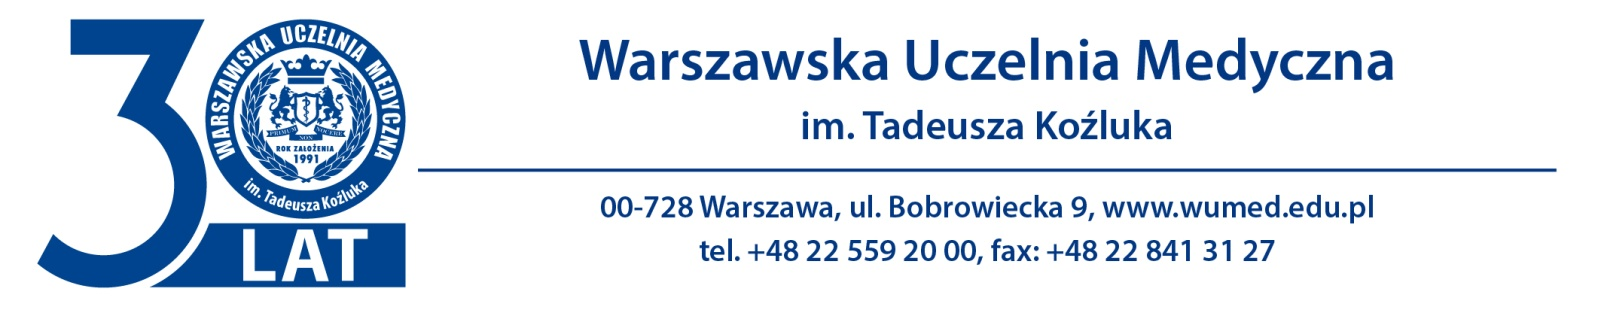 30
WARSZAWSKA UCZELNIA MEDYCZNA
PRIMUM NON NOCERE
ROK ZAŁOŻENIA
1991
im. Tadeusza Koźluka
LAT
Warszawska Uczelnia Medyczna
im. Tadeusza Koźluka
00-728 Warszawa, ul. Bobrowiecka 9, www.wumed.edu.pl
tel. +48 22 559 20 00, fax: +48 22 841 31 27